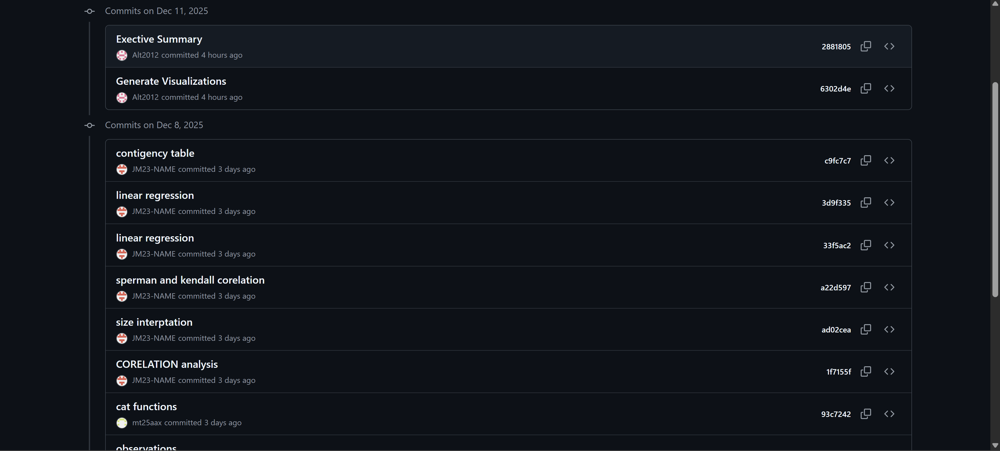 Commits on Dec 11, 2025
Exective Summary
2881805
Alt2012 committed 4 hours ago
Generate Visualizations
6302d4e
Alt2012 committed 4 hours ago
Commits on Dec 8, 2025
contigency table
c9fc7c7
JM23-NAME committed 3 days ago
linear regression
3d9f335
JM23-NAME committed 3 days ago
linear regression
33f5ac2
JM23-NAME committed 3 days ago
sperman and kendall corelation
a22d597
JM23-NAME committed 3 days ago
size interptation
ad02cea
JM23-NAME committed 3 days ago
CORELATION analysis
1f7155f
JM23-NAME committed 3 days ago
cat functions
93c7242
mt25aax committed 3 days ago
observations